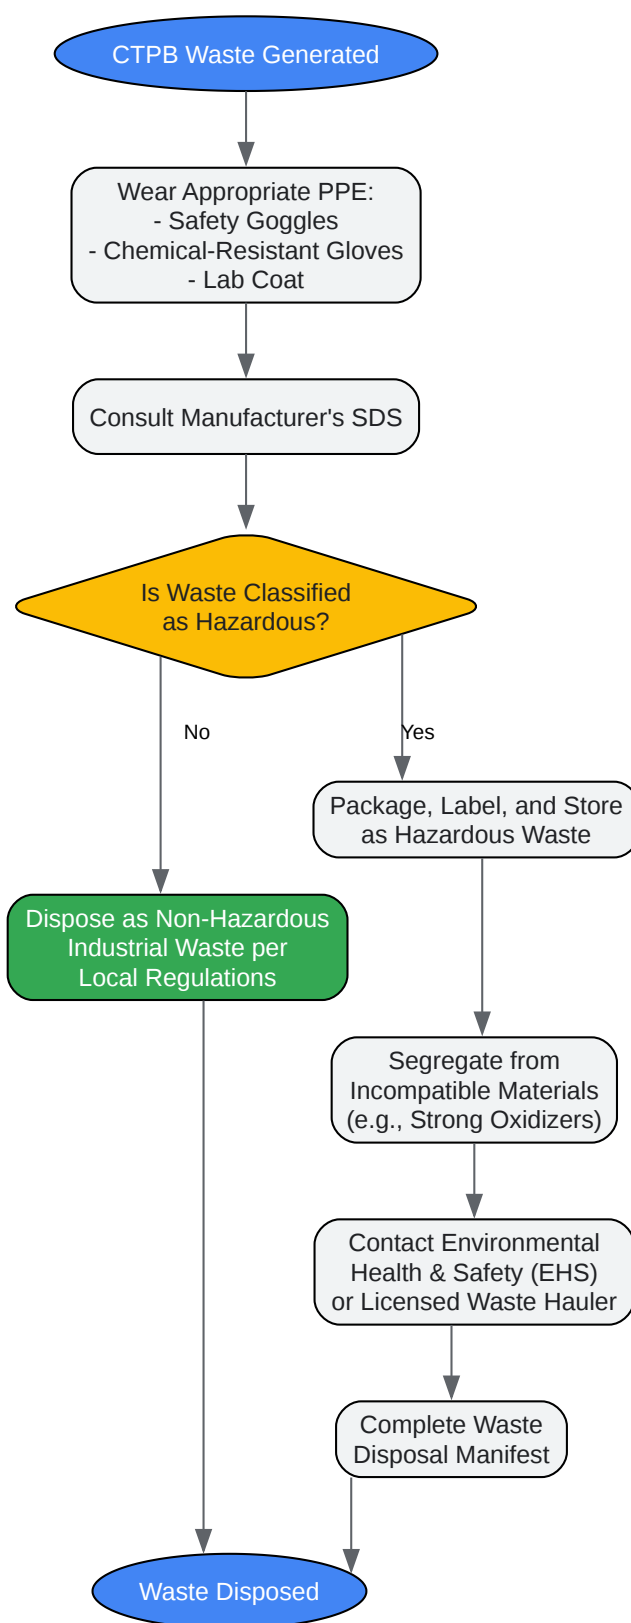 CTPB Waste Generated
Wear Appropriate PPE:
- Safety Goggles
- Chemical-Resistant Gloves
- Lab Coat
Consult Manufacturer's SDS
Is Waste Classified
as Hazardous?
No
Yes
Package, Label, and Store
as Hazardous Waste
Dispose as Non-Hazardous
Industrial Waste per
Local Regulations
Segregate from
Incompatible Materials
(e.g., Strong Oxidizers)
Contact Environmental
Health & Safety (EHS)
or Licensed Waste Hauler
Complete Waste
Disposal Manifest
Waste Disposed